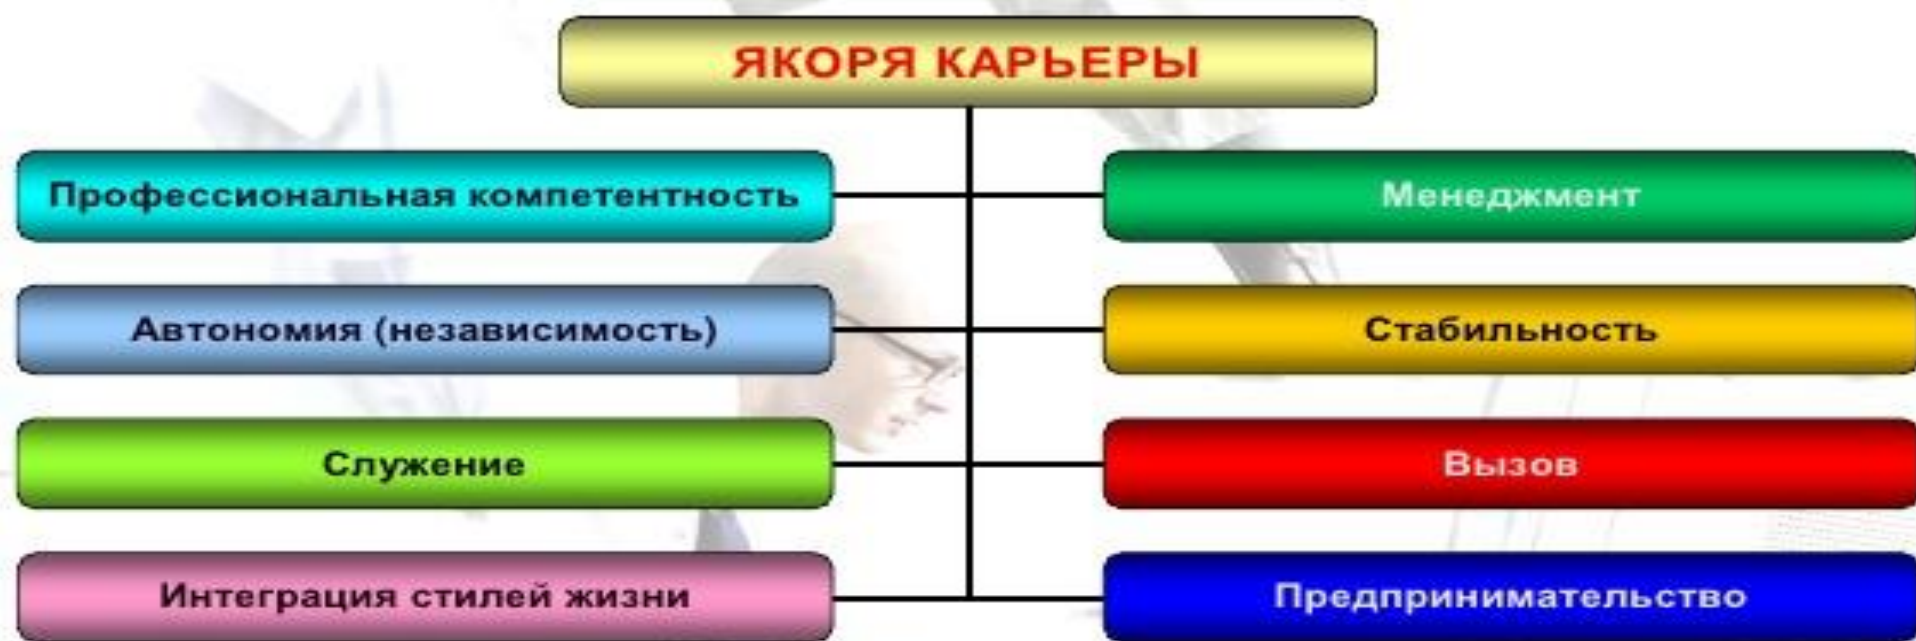 ЯКОРЯ КАРЬЕРЫ
Профессиональная компетентность
Менеджмент
Автономия (независимость)
Стабильность
Служение
Вызов
Интеграция стилей жизни
Предпринимательство